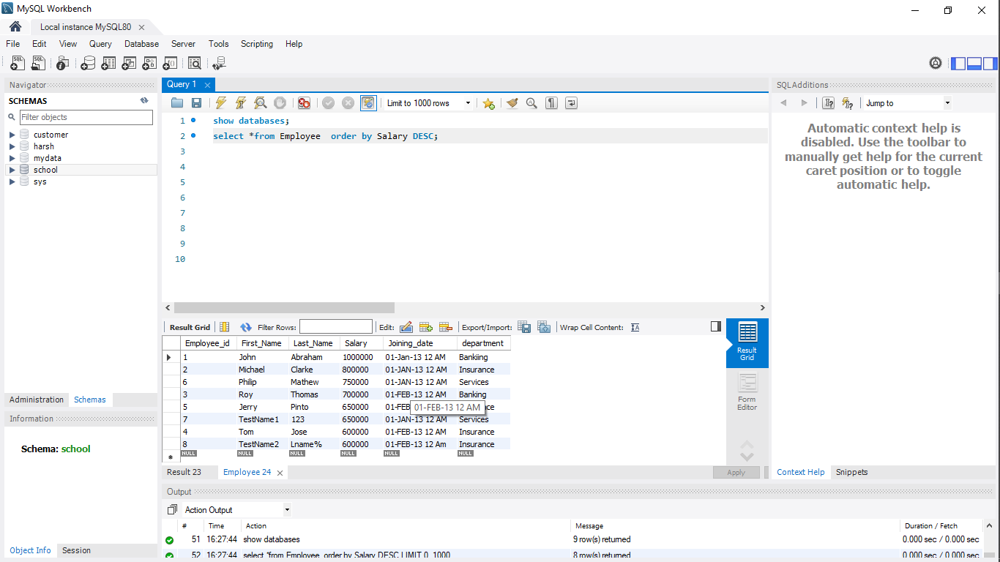 MySQL Workbench
Local instance MySQL80
File Edit View Query Database Server Tools Scripting Help
Navigator
SCHEMAS
Filter objects
customer
harsh
mydata
school
sys
Administration Schemas
Information
Schema: school
Object Info Session
Query 1
Limit to 1000 rows
1 show databases;
2 select *from Employee  order by Salary DESC;
3
4
5
6
7
8
9
10
Result Grid Filter Rows: Edit: Export/Import: Wrap Cell Content:
Employee_id First_Name Last_Name Salary Joining_date department
1 John Abraham 1000000 01-Jan-13 12 AM Bankiing
2 Michael Clarke 800000 01-JAN-13 12 AM Insurance
6 Philip Mathew 750000 01-JAN-13 12 AM Services
3 Roy Thomas 700000 01-FEB-13 12 AM Banking
5 Jerry Pinto 650000 01-FEB
01-FEB-13 12 AM
7 TestName1 123 650000 01-JAN-13 12 AM Services
4 Tom Jose 600000 01-FEB-13 12 AM Insurance
8 TestName2 Lname% 600000 01-FEB-13 12 Am Insurance
NULL NULL NULL NULL NULL NULL
Result Grid
Form Editor
Result 23 Employee 24
Apply
Output
Action Output
# Time Action Message Duration / Fetch
51 16:27:44 show databases 9 row(s) returned 0.000 sec / 0.000 sec
52 16:27:44 select *from Employee order by Salary DESC LIMIT 0, 1000 8 row(s) returned 0.000 sec / 0.000 sec
SQLAdditions
Jump to
Automatic context help is
disabled. Use the toolbar to
manually get help for the current
caret position or to toggle
automatic help.
Context Help Snippets